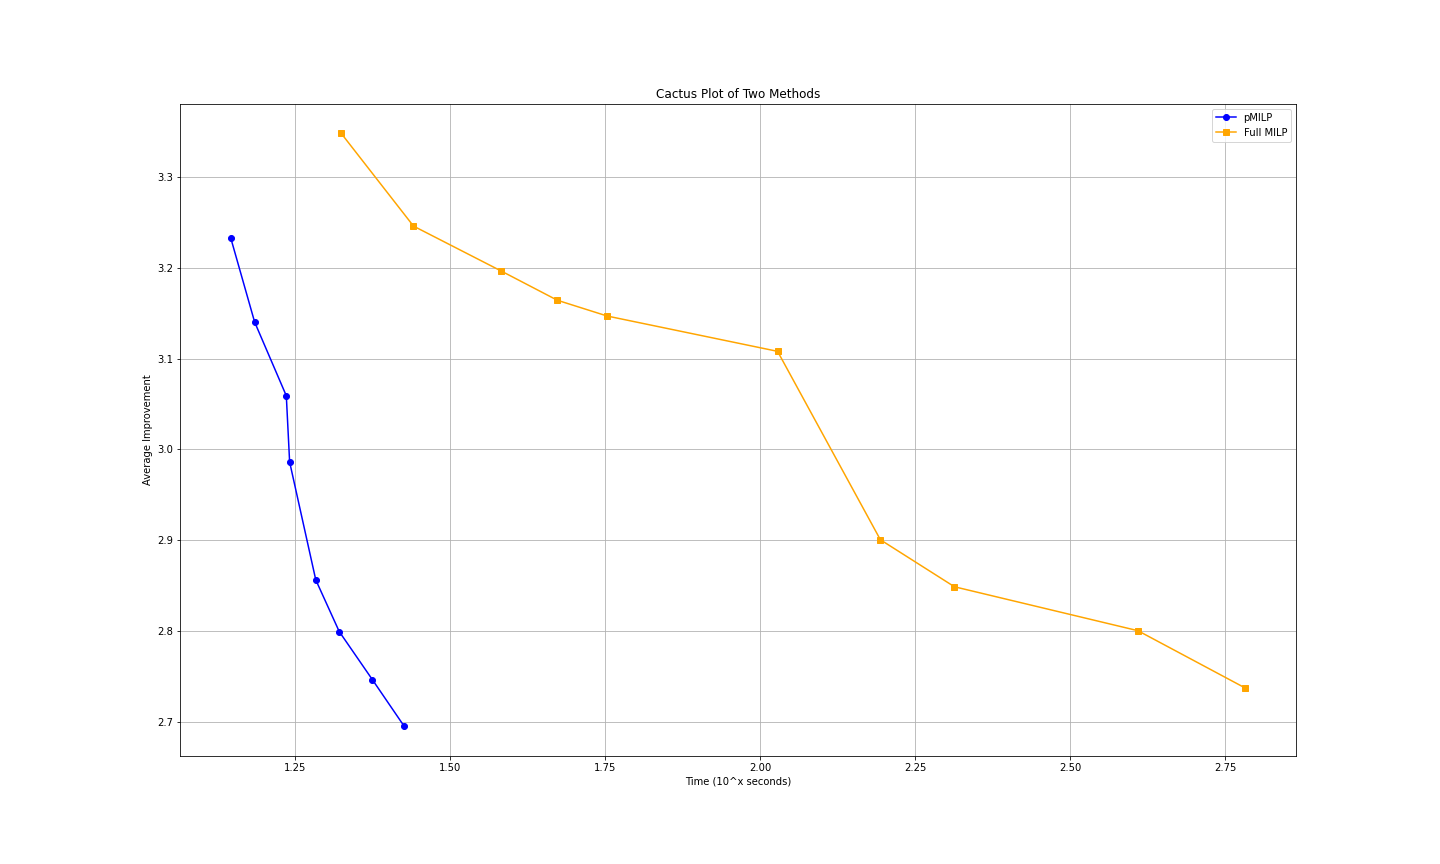 Cactus Plot of Two Methods
pMILP
Full MILP
Average Improvement
3.3
3.2
3.1
3.0
2.9
2.8
2.7
1.25 1.50 1.75 2.00 2.25 2.50 2.75
Time (10^x seconds)